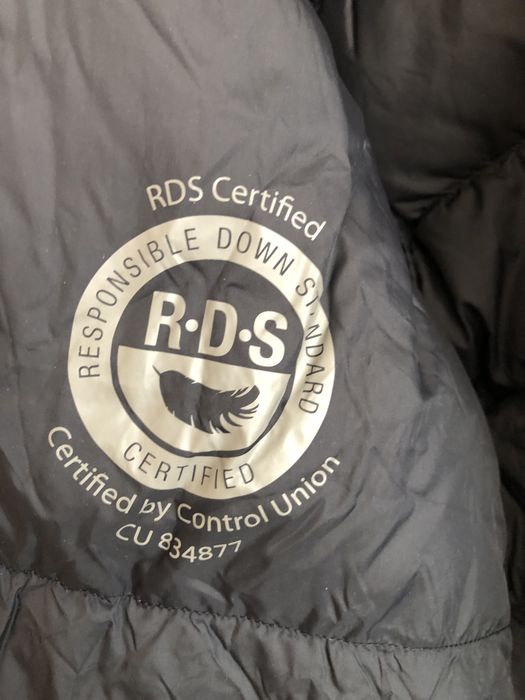 RDS Certified
RESPONSIBLE DOWN STANDARD
R·D·S
CERTIFIED
Certified by Control Union
CU 834877